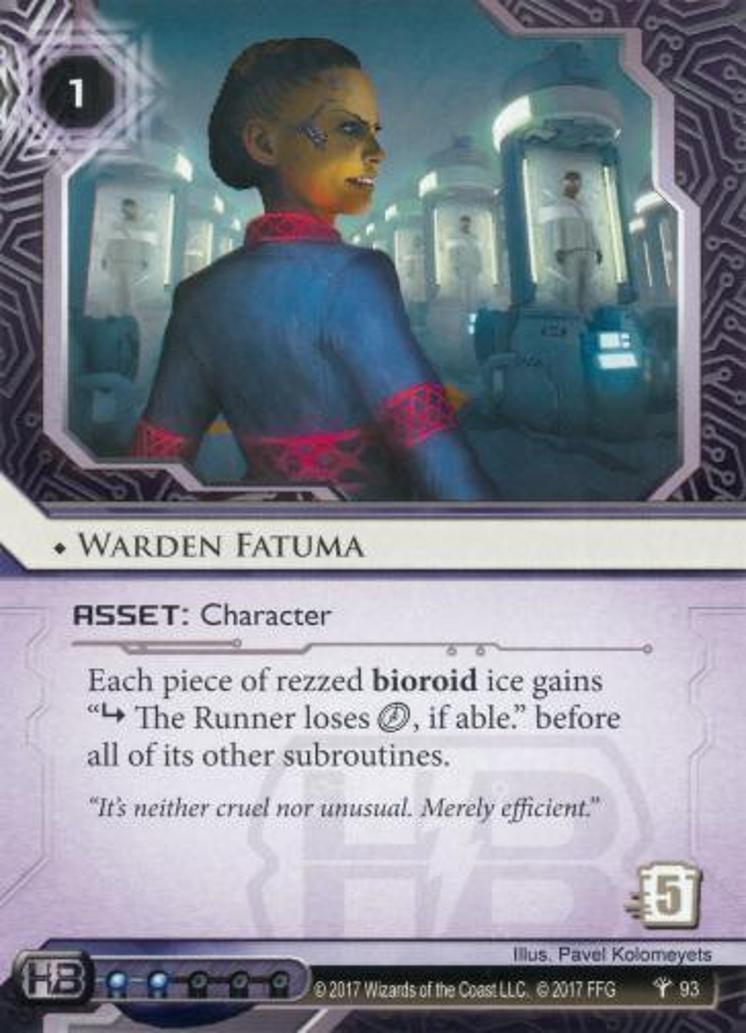 1
⬥ WARDEN FATUMA
ASSET: Character
Each piece of rezzed bioroid ice gains
“↳ The Runner loses , if able.” before
all of its other subroutines.
“It’s neither cruel nor unusual. Merely efficient.”
HB
5
Illus. Pavel Kolomeyets
HB
© 2017 Wizards of the Coast LLC. © 2017 FFG 93